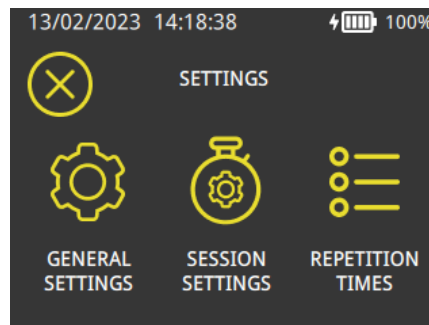 13/02/2023 14:18:38 100%
SETTINGS
GENERAL SETTINGS
SESSION SETTINGS
REPETITION TIMES